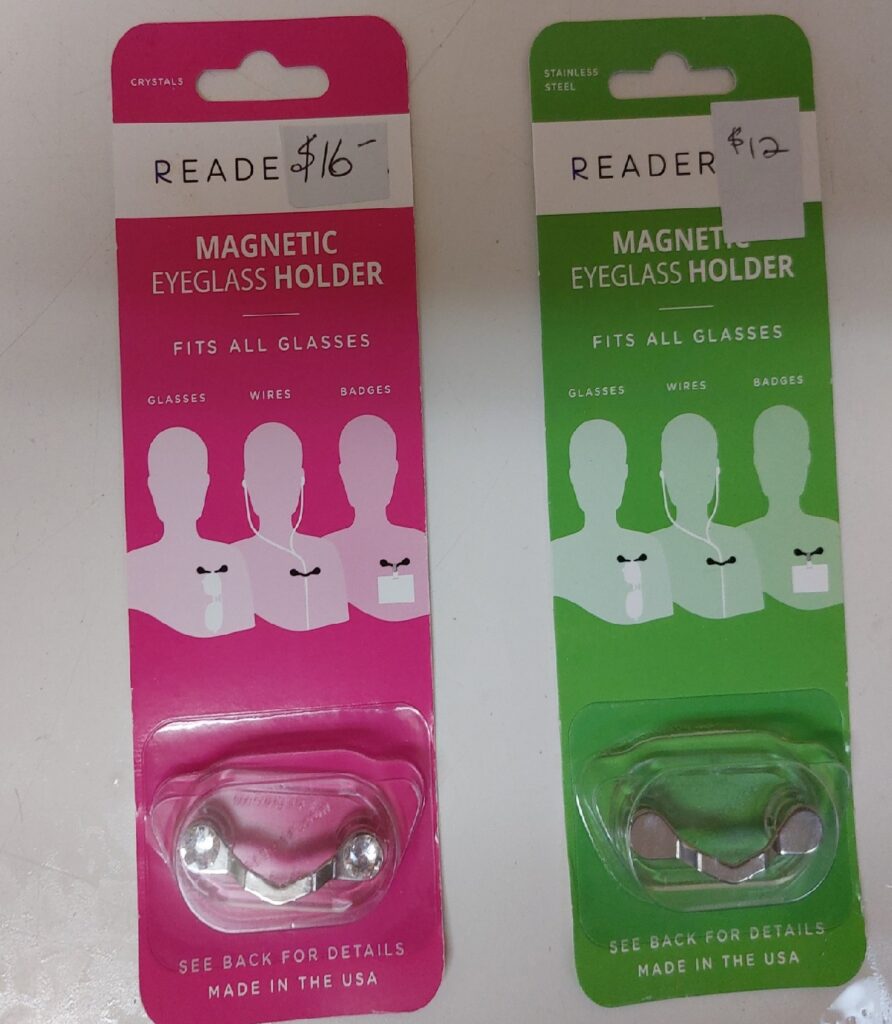 CRYSTALS
READE
$16-
MAGNETIC
EYEGLASS HOLDER
FITS ALL GLASSES
GLASSES WIRES BADGES
SEE BACK FOR DETAILS
MADE IN THE USA
STAINLESS
STEEL
READER
$12
MAGNETIC
EYEGLASS HOLDER
FITS ALL GLASSES
GLASSES WIRES BADGES
SEE BACK FOR DETAILS
MADE IN THE USA